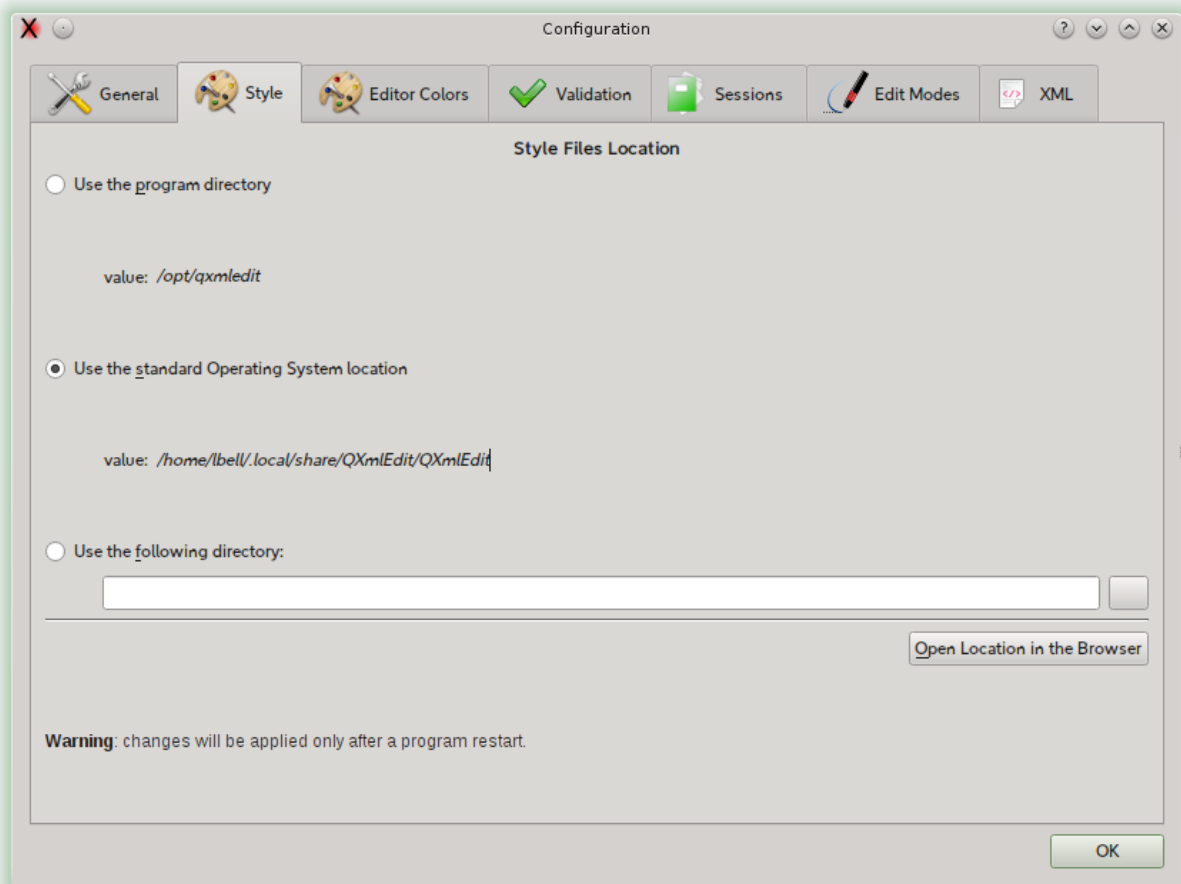 Configuration
General Style Editor Colors Validation Sessions Edit Modes </> XML
Style Files Location
Use the program directory
value: /opt/qxmledit
Use the standard Operating System location
value: /home/lbell/.local/share/QXmlEdit/QXmlEdit
Use the following directory:
Open Location in the Browser
Warning: changes will be applied only after a program restart.
OK